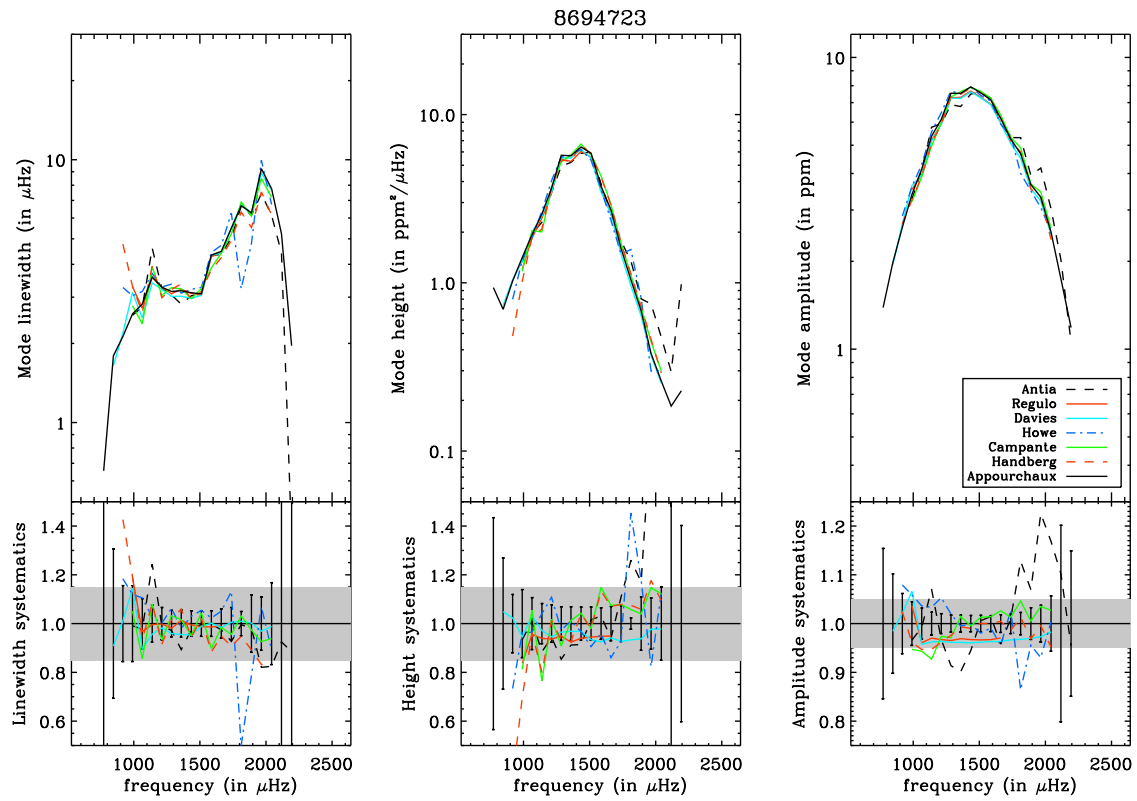 8694723
Mode linewidth (in μHz)
10
1
Mode height (in ppm²/μHz)
10.0
1.0
0.1
Mode amplitude (in ppm)
10
1
Antia
Regulo
Davies
Howe
Campante
Handberg
Appourchaux
Linewidth systematics
1.4
1.2
1.0
0.8
0.6
1000 1500 2000 2500
frequency (in μHz)
Height systematics
1.4
1.2
1.0
0.8
0.6
1000 1500 2000 2500
frequency (in μHz)
Amplitude systematics
1.2
1.1
1.0
0.9
0.8
1000 1500 2000 2500
frequency (in μHz)